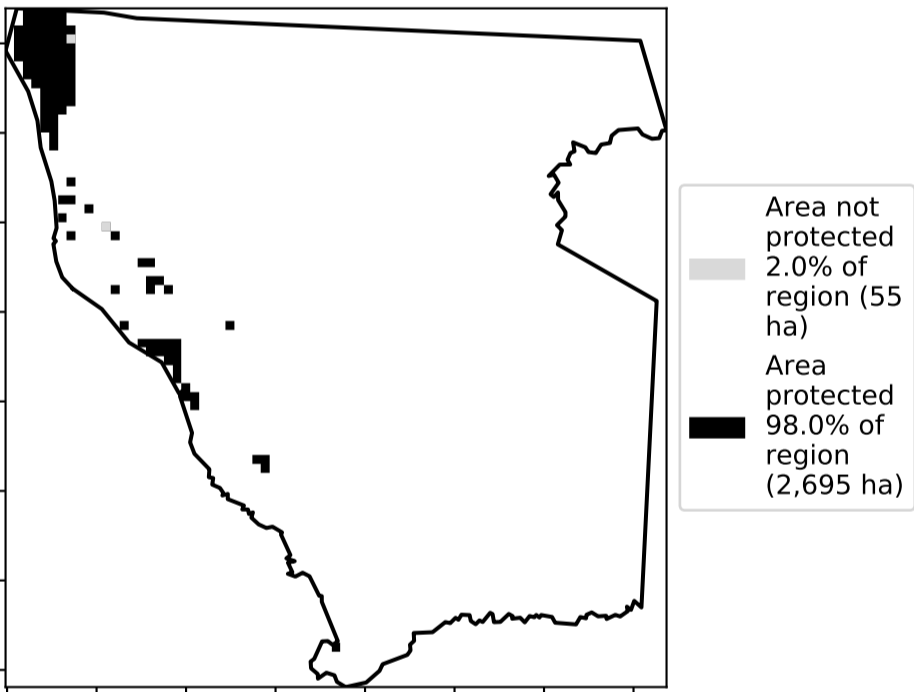 Area not
protected
2.0% of
region (55
ha)
Area
protected
98.0% of
region
(2,695 ha)